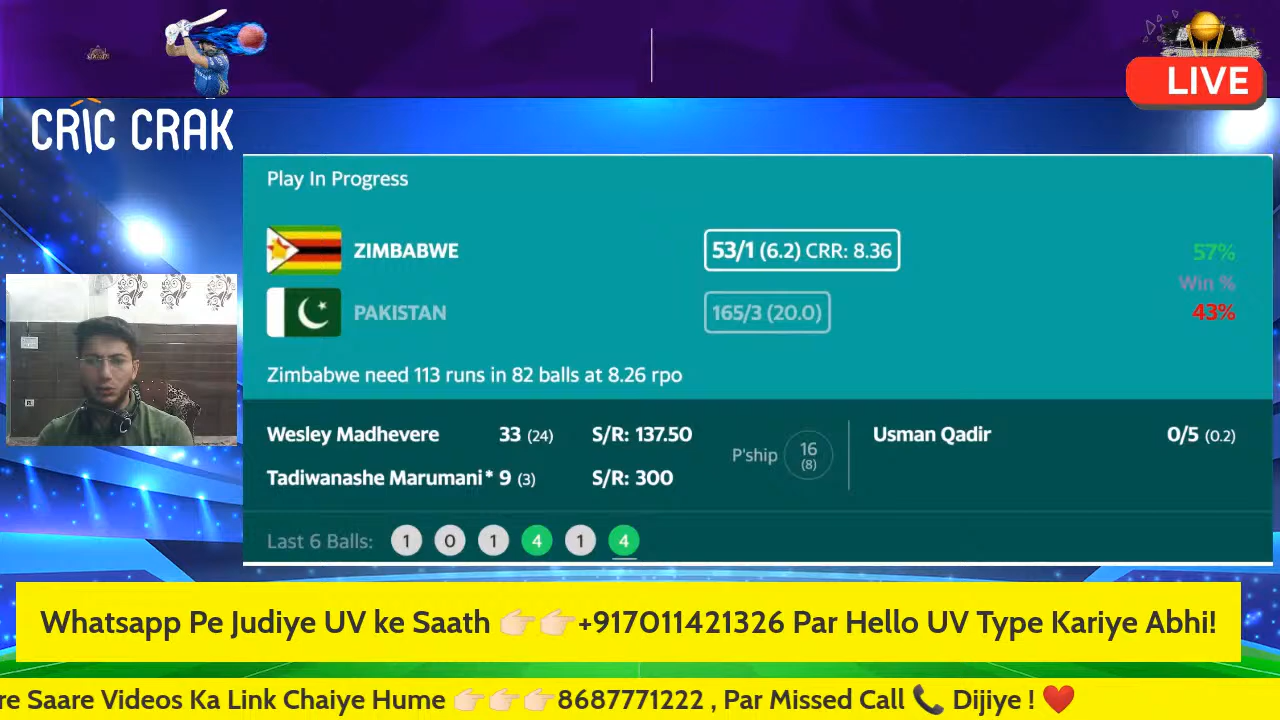 LIVE
CRIC CRAK
Play In Progress
ZIMBABWE 53/1 (6.2) CRR: 8.36 57%
Win %
PAKISTAN 165/3 (20.0) 43%
Zimbabwe need 113 runs in 82 balls at 8.26 rpo
Wesley Madhevere 33 (24) S/R: 137.50
P'ship 16 (8)
Usman Qadir 0/5 (0.2)
Tadiwanashe Marumani* 9 (3) S/R: 300
Last 6 Balls: 1 0 1 4 1 4
Whatsapp Pe Judiye UV ke Saath 👉🏻👉🏻+917011421326 Par Hello UV Type Kariye Abhi!
re Saare Videos Ka Link Chaiye Hume 👉🏻👉🏻👉🏻8687771222 , Par Missed Call 📞 Dijiye ! ❤️